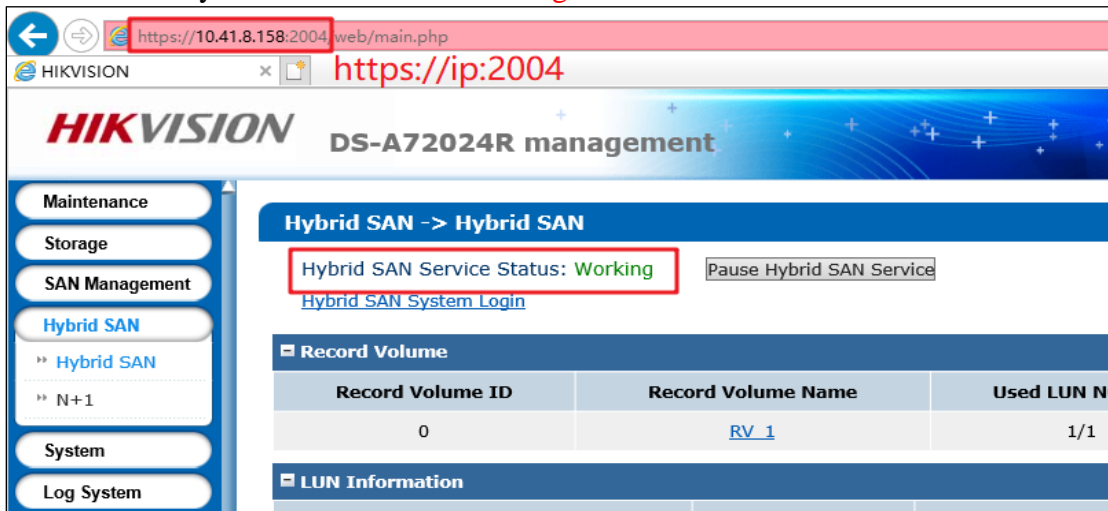 https://10.41.8.158:2004/web/main.php
HIKVISION
https://ip:2004
HIKVISION
DS-A72024R management
Maintenance
Storage
SAN Management
Hybrid SAN
Hybrid SAN
N+1
System
Log System
Hybrid SAN -> Hybrid SAN
Hybrid SAN Service Status: Working
Pause Hybrid SAN Service
Hybrid SAN System Login
Record Volume
Record Volume ID Record Volume Name Used LUN N
0 RV_1 1/1
LUN Information